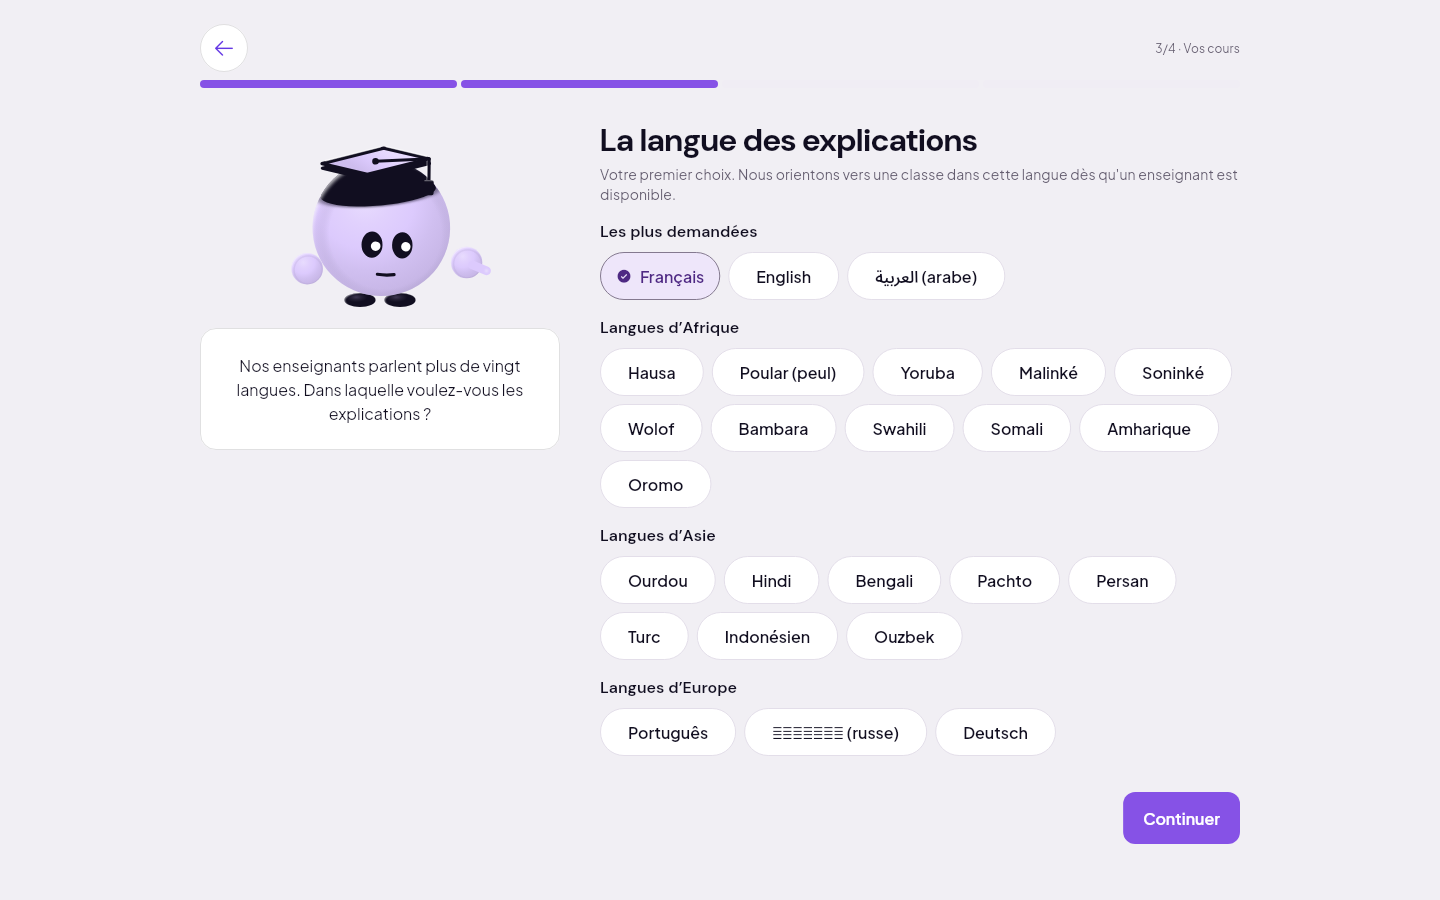 3/4 · Vos cours
La langue des explications
Votre premier choix. Nous orientons vers une classe dans cette langue dès qu'un enseignant est
disponible.
Les plus demandées
Français
English
العربية (arabe)
Langues d’Afrique
Hausa
Poular (peul)
Yoruba
Malinké
Soninké
Wolof
Bambara
Swahili
Somali
Amharique
Oromo
Langues d’Asie
Ourdou
Hindi
Bengali
Pachto
Persan
Turc
Indonésien
Ouzbek
Langues d’Europe
Português
(russe)
Deutsch
Nos enseignants parlent plus de vingt
langues. Dans laquelle voulez-vous les
explications ?
Continuer